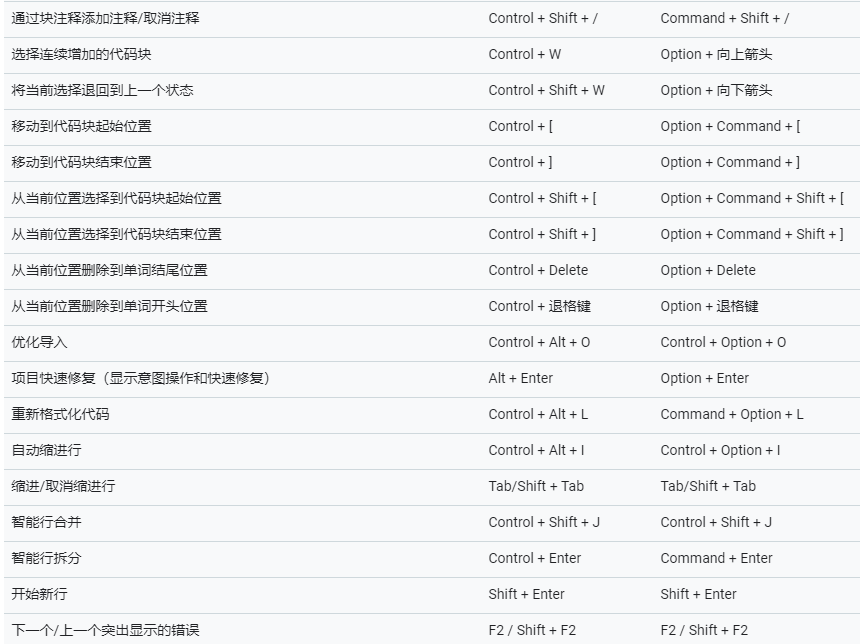 通过块注释添加注释/取消注释 Control + Shift + / Command + Shift + /
选择连续增加的代码块 Control + W Option + 向上箭头
将当前选择退回到上一个状态 Control + Shift + W Option + 向下箭头
移动到代码块起始位置 Control + [ Option + Command + [
移动到代码块结束位置 Control + ] Option + Command + ]
从当前位置选择到代码块起始位置 Control + Shift + [ Option + Command + Shift + [
从当前位置选择到代码块结束位置 Control + Shift + ] Option + Command + Shift + ]
从当前位置删除到单词结尾位置 Control + Delete Option + Delete
从当前位置删除到单词开头位置 Control + 退格键 Option + 退格键
优化导入 Control + Alt + O Control + Option + O
项目快速修复（显示意图操作和快速修复） Alt + Enter Option + Enter
重新格式化代码 Control + Alt + L Command + Option + L
自动缩进行 Control + Alt + I Control + Option + I
缩进/取消缩进行 Tab/Shift + Tab Tab/Shift + Tab
智能行合并 Control + Shift + J Control + Shift + J
智能行拆分 Control + Enter Command + Enter
开始新行 Shift + Enter Shift + Enter
下一个/上一个突出显示的错误 F2 / Shift + F2 F2 / Shift + F2